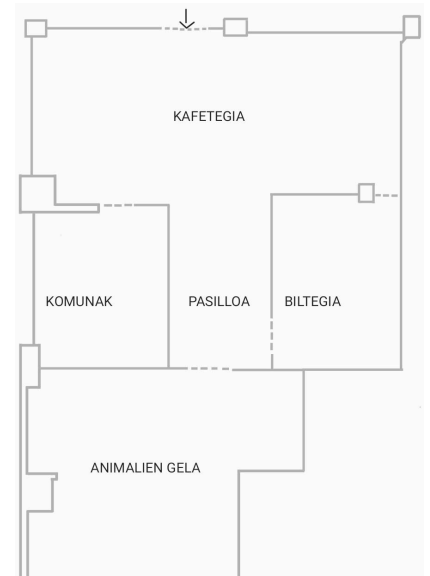 KAFETEGIA
KOMUNAK
PASILLOA
BILTEGIA
ANIMALIEN GELA